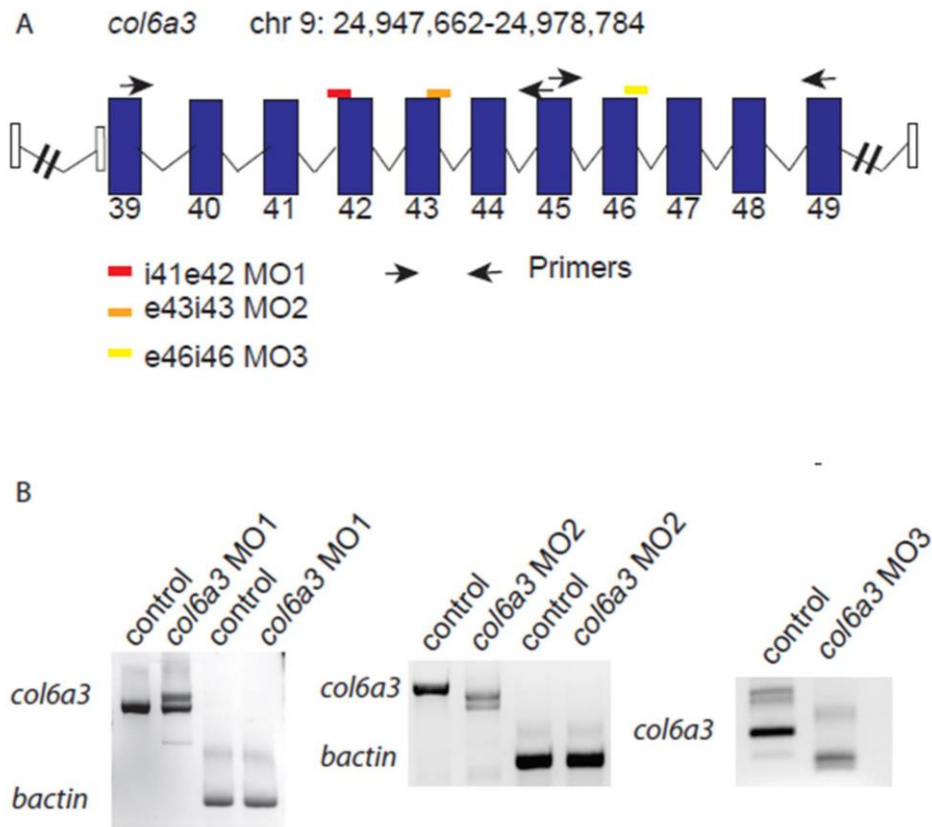 A col6a3 chr 9: 24,947,662-24,978,784
39 40 41 42 43 44 45 46 47 48 49
i41e42 MO1
Primers
e43i43 MO2
e46i46 MO3
B
control col6a3 MO1 control col6a3 MO1
control col6a3 MO2 control col6a3 MO2
control col6a3 MO3
col6a3
bactin
col6a3
bactin
col6a3